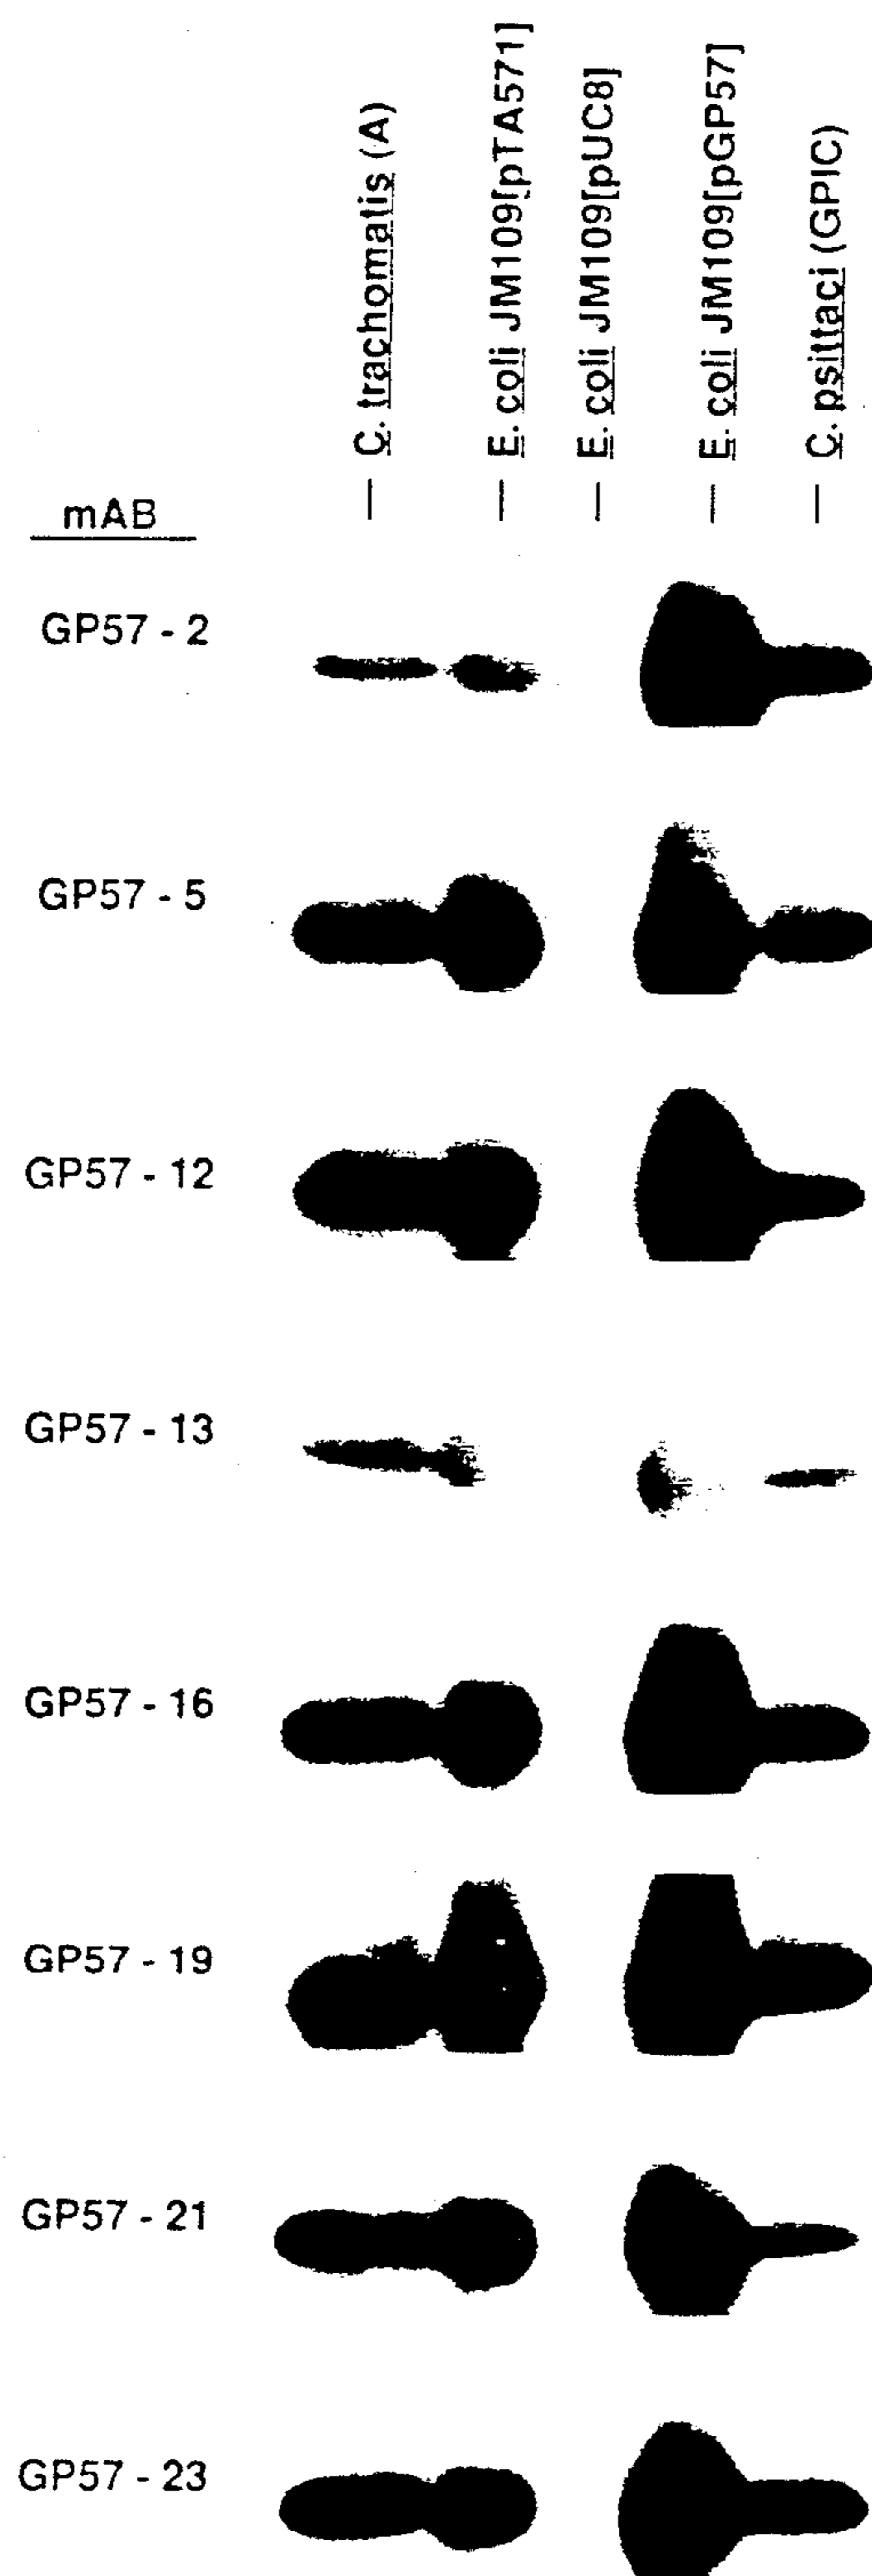 C. trachomatis (A)
E. coli JM109[pTA571]
E. coli JM109[pUC8]
E. coli JM109[pGP57]
C. psittaci (GPIC)
mAB
GP57 - 2
GP57 - 5
GP57 - 12
GP57 - 13
GP57 - 16
GP57 - 19
GP57 - 21
GP57 - 23